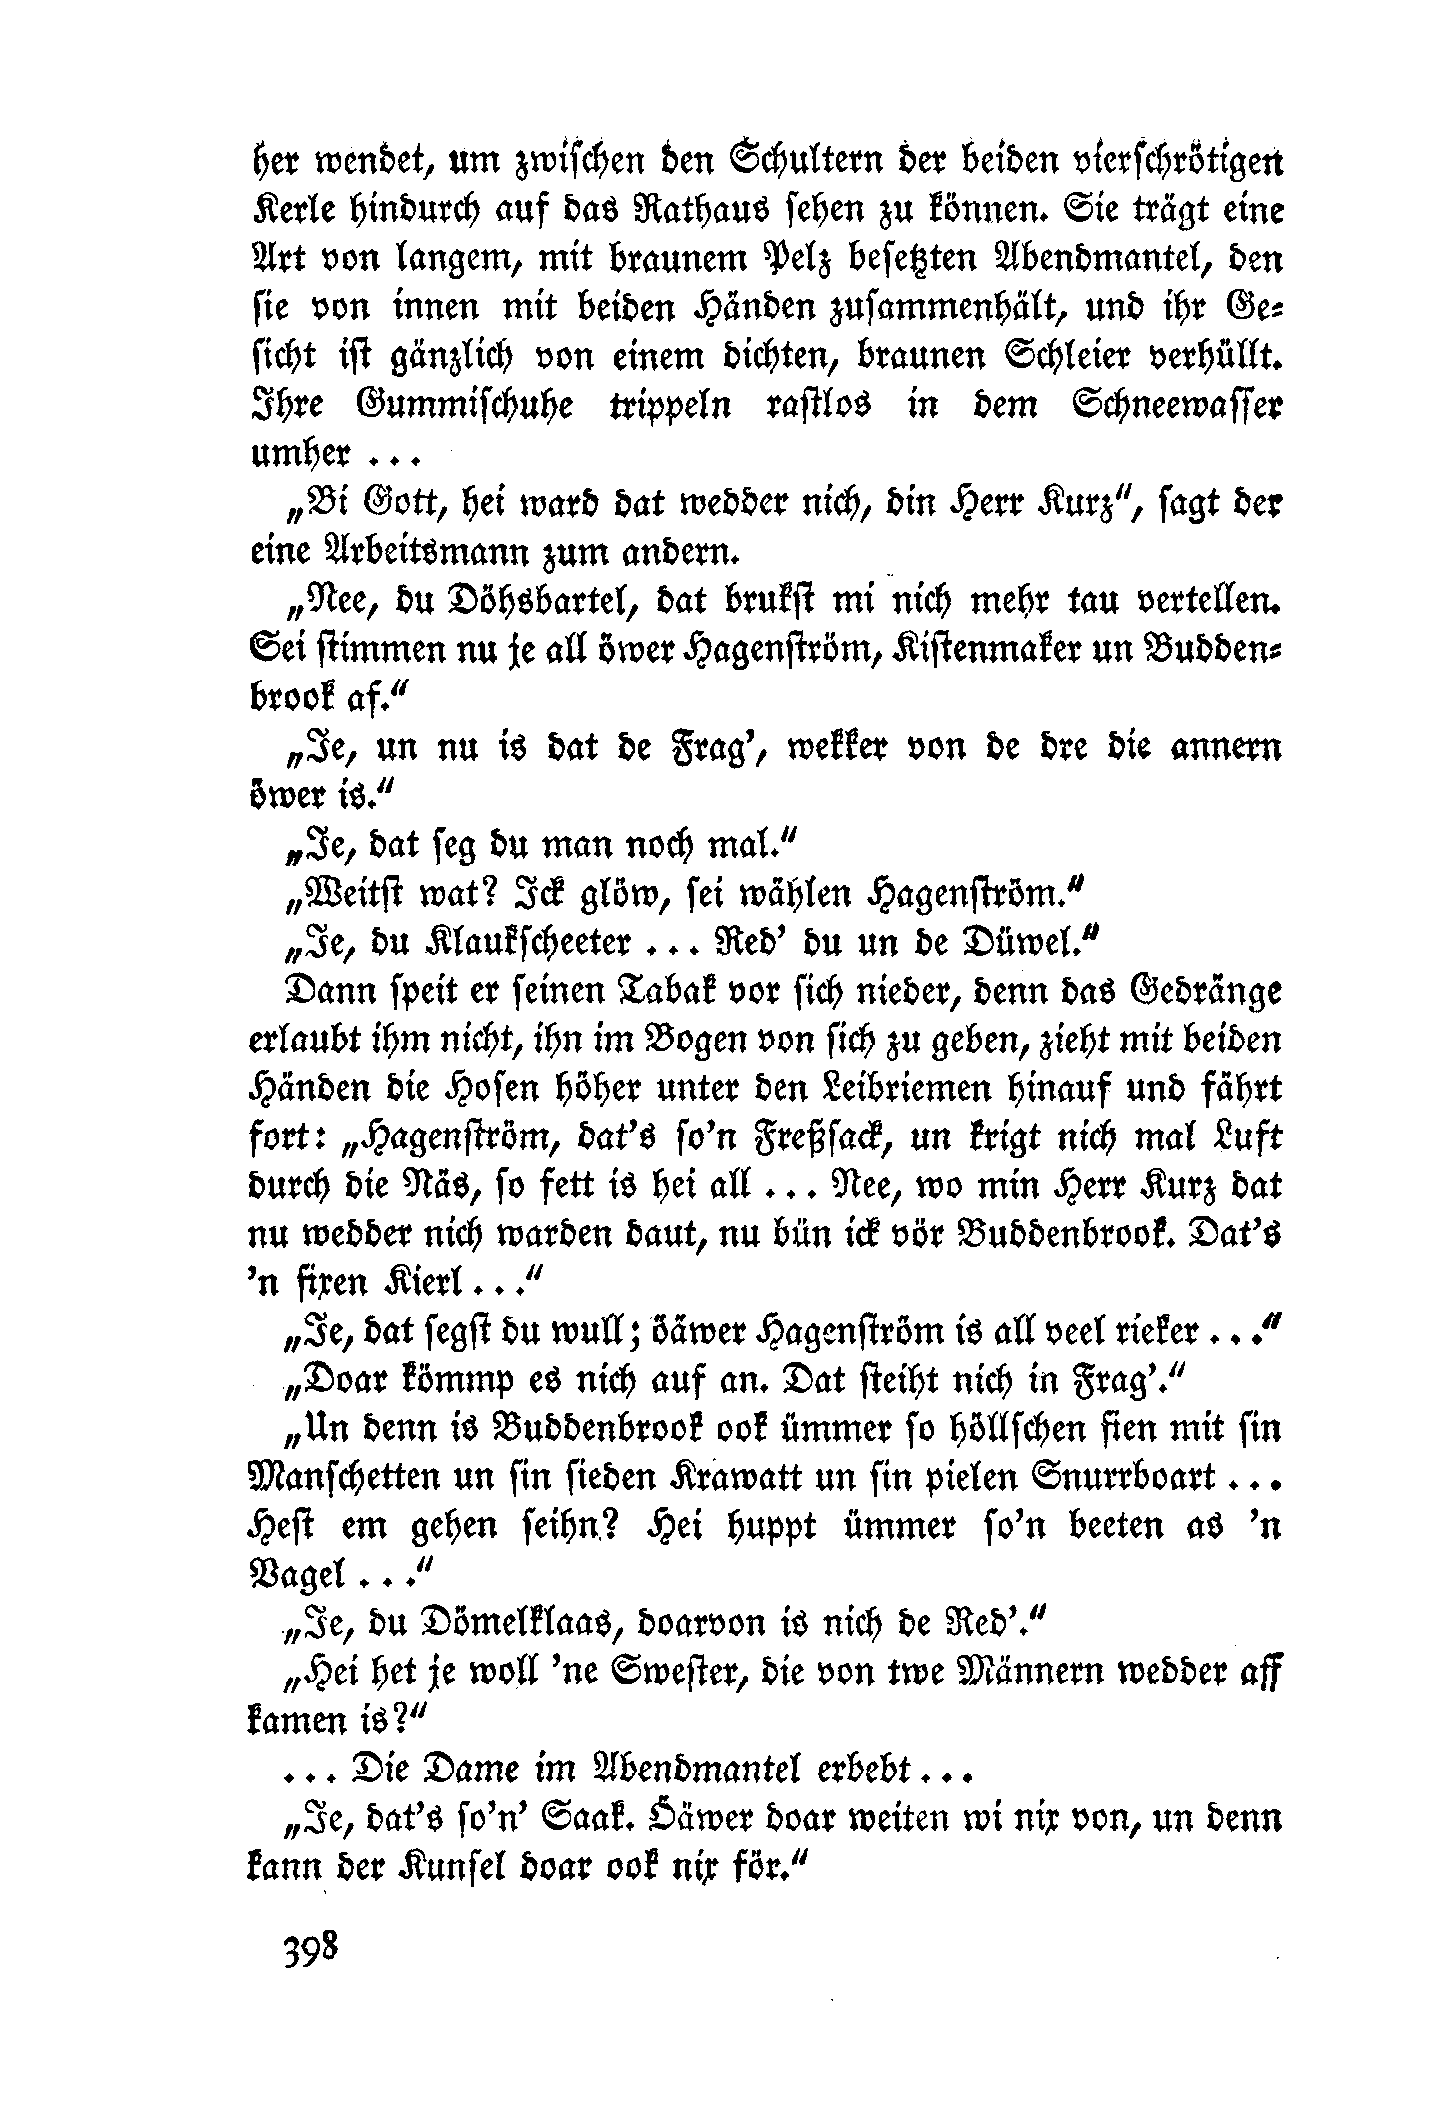 her wendet, um zwischen den Schultern der beiden vierschrötigen
Kerle hindurch auf das Rathaus sehen zu können. Sie trägt eine
Art von langem, mit braunem Pelz besetzten Abendmantel, den
sie von innen mit beiden Händen zusammenhält, und ihr Ge-
sicht ist gänzlich von einem dichten, braunen Schleier verhüllt.
Ihre Gummischuhe trippeln rastlos in dem Schneewasser
umher . . .
„Bi Gott, hei ward dat wedder nich, din Herr Kurz“, sagt der
eine Arbeitsmann zum andern.
„Nee, du Döhsbartel, dat brukst mi nich mehr tau vertellen.
Sei stimmen nu je all öwer Hagenström, Kistenmaker un Budden-
brook af.“
„Je, un nu is dat de Frag’, wekker von de dre die annern
öwer is.“
„Je, dat seg du man noch mal.“
„Weitst wat? Ick glöw, sei wählen Hagenström.“
„Je, du Klaukscheeter . . . Red’ du un de Düwel.“
Dann speit er seinen Tabak vor sich nieder, denn das Gedränge
erlaubt ihm nicht, ihn im Bogen von sich zu geben, zieht mit beiden
Händen die Hosen höher unter den Leibriemen hinauf und fährt
fort: „Hagenström, dat’s so’n Freßsack, un krigt nich mal Luft
durch die Näs, so fett is hei all . . . Nee, wo min Herr Kurz dat
nu wedder nich warden daut, nu bün ick vör Buddenbrook. Dat’s
’n fixen Kierl . . .“
„Je, dat segst du wull; öäwer Hagenström is all veel rieker . . .“
„Doar kömmp es nich auf an. Dat steiht nich in Frag’.“
„Un denn is Buddenbrook ook ümmer so höllschen fien mit sin
Manschetten un sin sieden Krawatt un sin pielen Snurrboart . . .
Hest em gehen seihn? Hei huppt ümmer so’n beeten as ’n
Vagel . . .“
„Je, du Dömelklaas, doarvon is nich de Red’.“
„Hei het je woll ’ne Swester, die von twe Männern wedder aff
kamen is?“
. . . Die Dame im Abendmantel erbebt . . .
„Je, dat’s so’n’ Saak. Öäwer doar weiten wi nix von, un denn
kann der Kunsel doar ook nix för.“
398